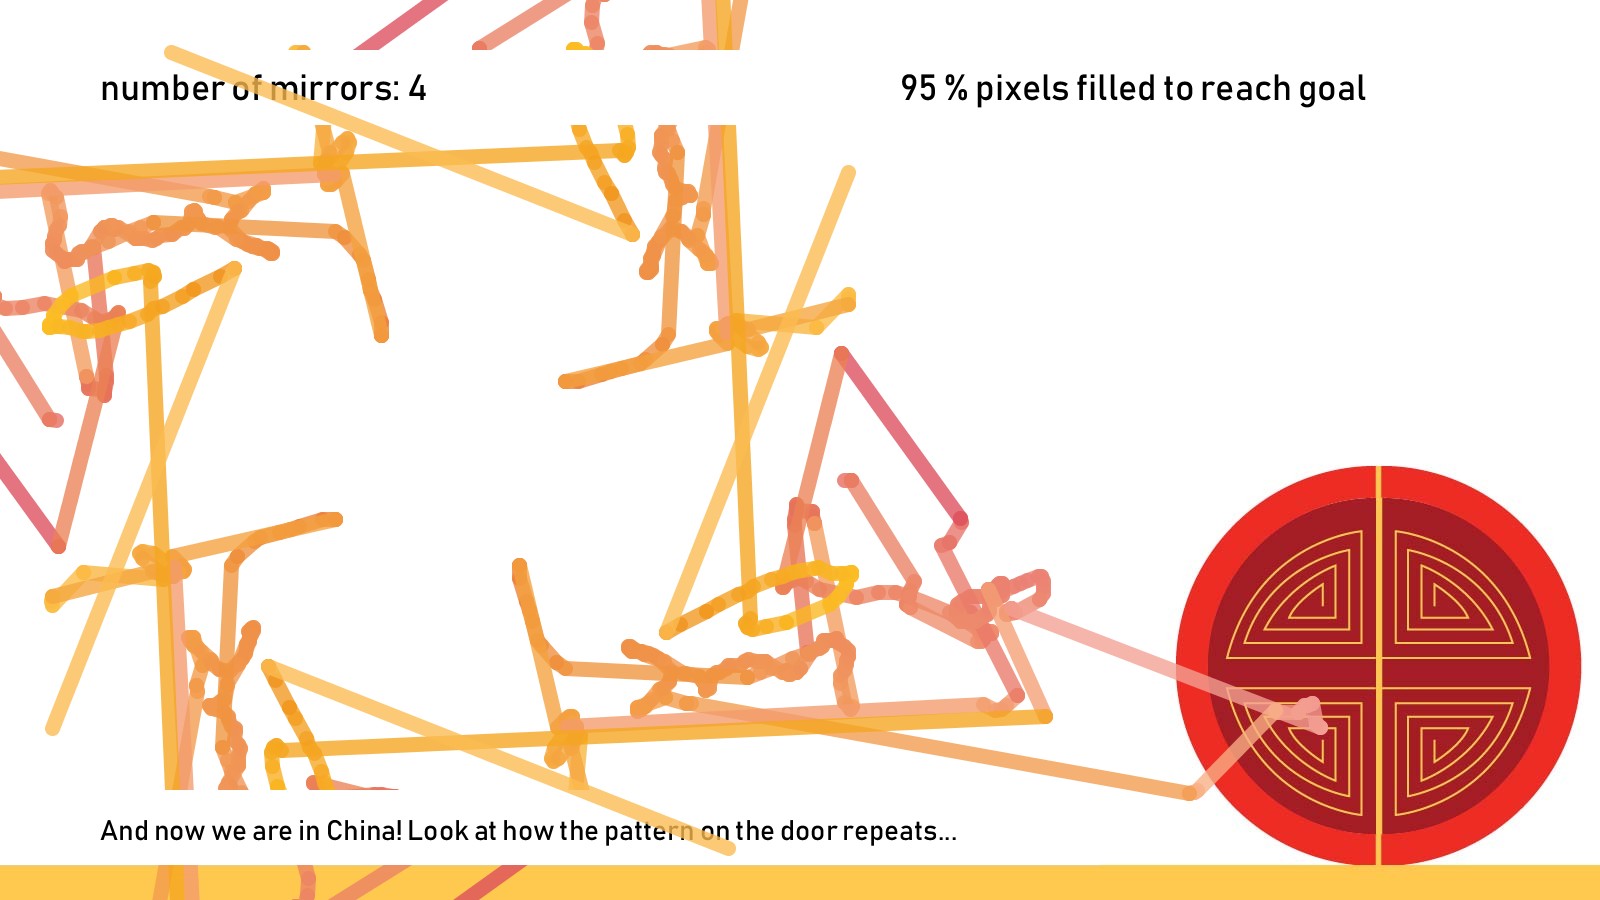 number of mirrors: 4
95 % pixels filled to reach goal
And now we are in China! Look at how the pattern on the door repeats...